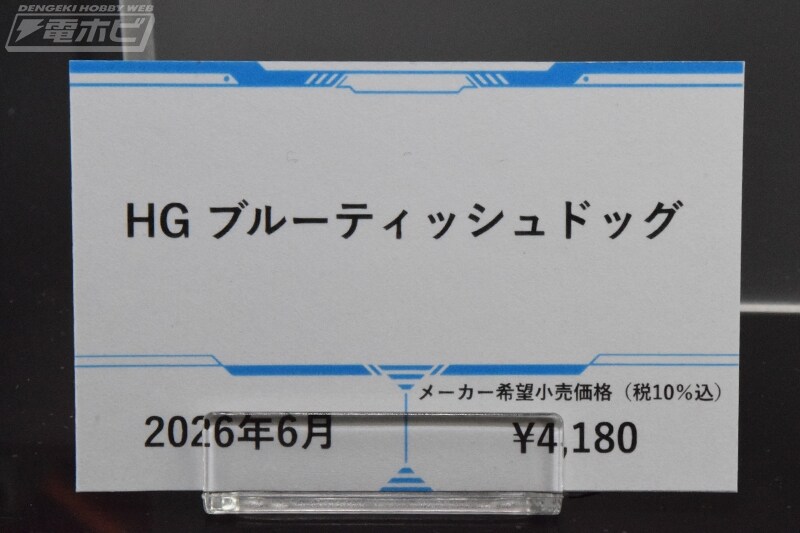 DENGEKI HOBBY WEB
電ホビ
HG ブルーティッシュドッグ
メーカー希望小売価格（税10%込）
2026年6月
¥4,180